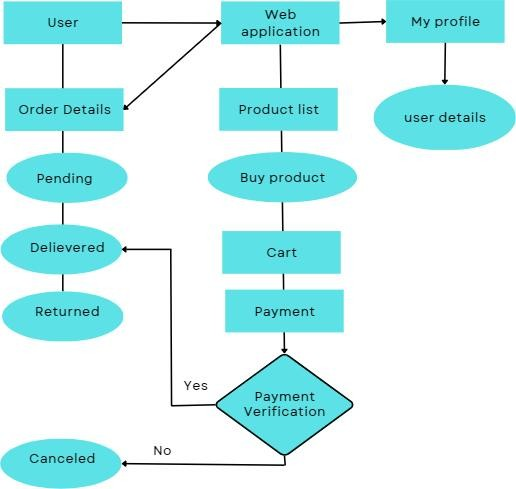 User
Web
application
My profile
Order Details
Product list
user details
Pending
Buy product
Delievered
Cart
Returned
Payment
Yes
Payment
Verification
No
Canceled